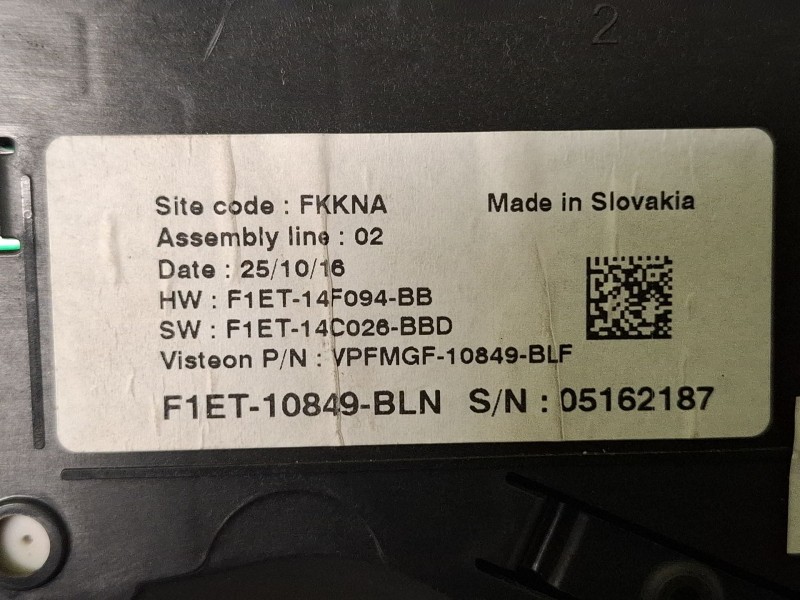 2
Site code : FKKNA
Made in Slovakia
Assembly line : 02
Date : 25/10/16
HW : F1ET-14F094-BB
SW : F1ET-14C026-BBD
Visteon P/N : VPFMGF-10849-BLF
F1ET-10849-BLN S/N : 05162187